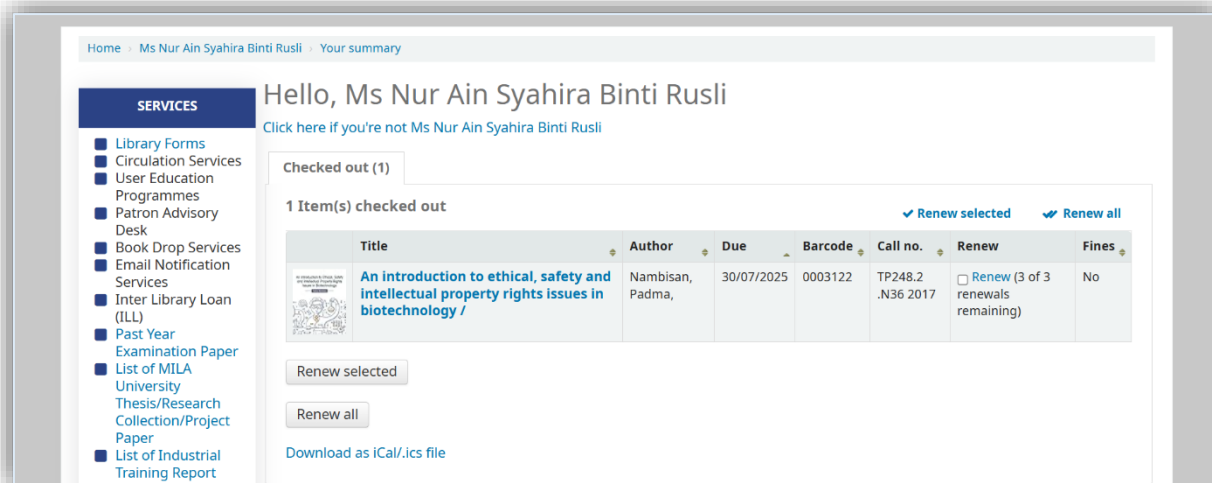 Home › Ms Nur Ain Syahira Binti Rusli › Your summary
SERVICES
Library Forms
Circulation Services
User Education
Programmes
Patron Advisory
Desk
Book Drop Services
Email Notification
Services
Inter Library Loan
(ILL)
Past Year
Examination Paper
List of MILA
University
Thesis/Research
Collection/Project
Paper
List of Industrial
Training Report
Hello, Ms Nur Ain Syahira Binti Rusli
Click here if you're not Ms Nur Ain Syahira Binti Rusli
Checked out (1)
1 Item(s) checked out
Renew selected Renew all
Title Author Due Barcode Call no. Renew Fines
An introduction to ethical, safety and Nambisan, 30/07/2025 0003122 TP248.2 Renew (3 of 3 No
intellectual property rights issues in Padma, .N36 2017 renewals
biotechnology / remaining)
Renew selected
Renew all
Download as iCal/.ics file